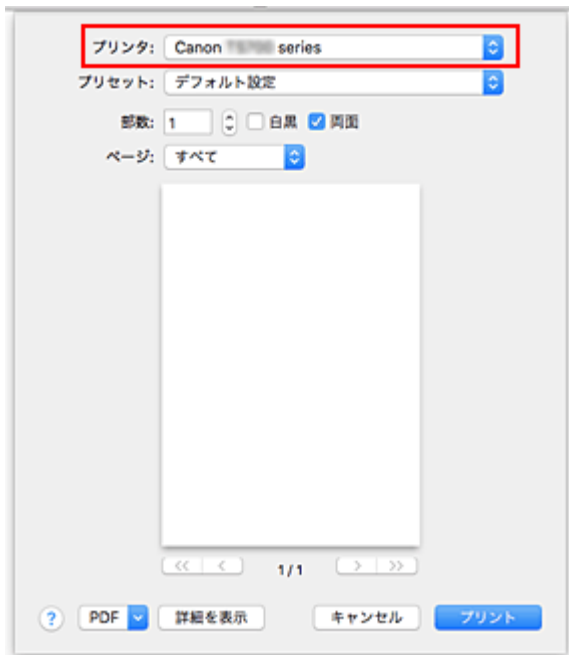 プリンタ: Canon series
プリセット: デフォルト設定
部数: 1 白黒 両面
ページ: すべて
<< < 1/1 > >>
? PDF 詳細を表示 キャンセル プリント